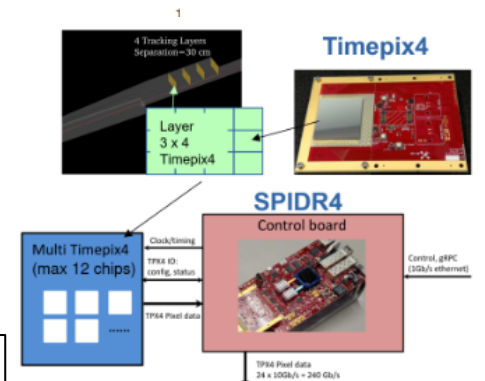 1
4 Tracking Layers
Separation=30 cm
Timepix4
Layer
3 x 4
Timepix4
SPIDR4
Control board
Multi Timepix4
(max 12 chips)
......
Clock/timing
TPX4 IO:
config, status
TPX4 Pixel data
Control, gRPC
(1Gb/s ethernet)
TPX4 Pixel data
24 x 10Gb/s = 240 Gb/s